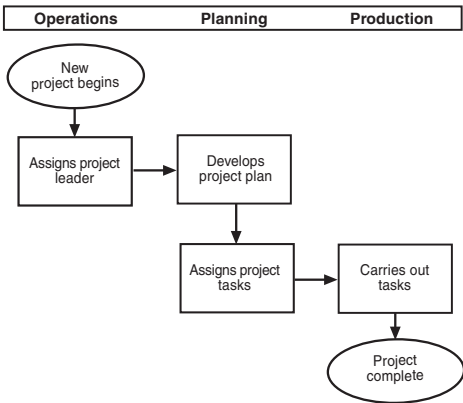 Operations Planning Production
New
project begins
Assigns project
leader
Develops
project plan
Assigns project
tasks
Carries out
tasks
Project
complete